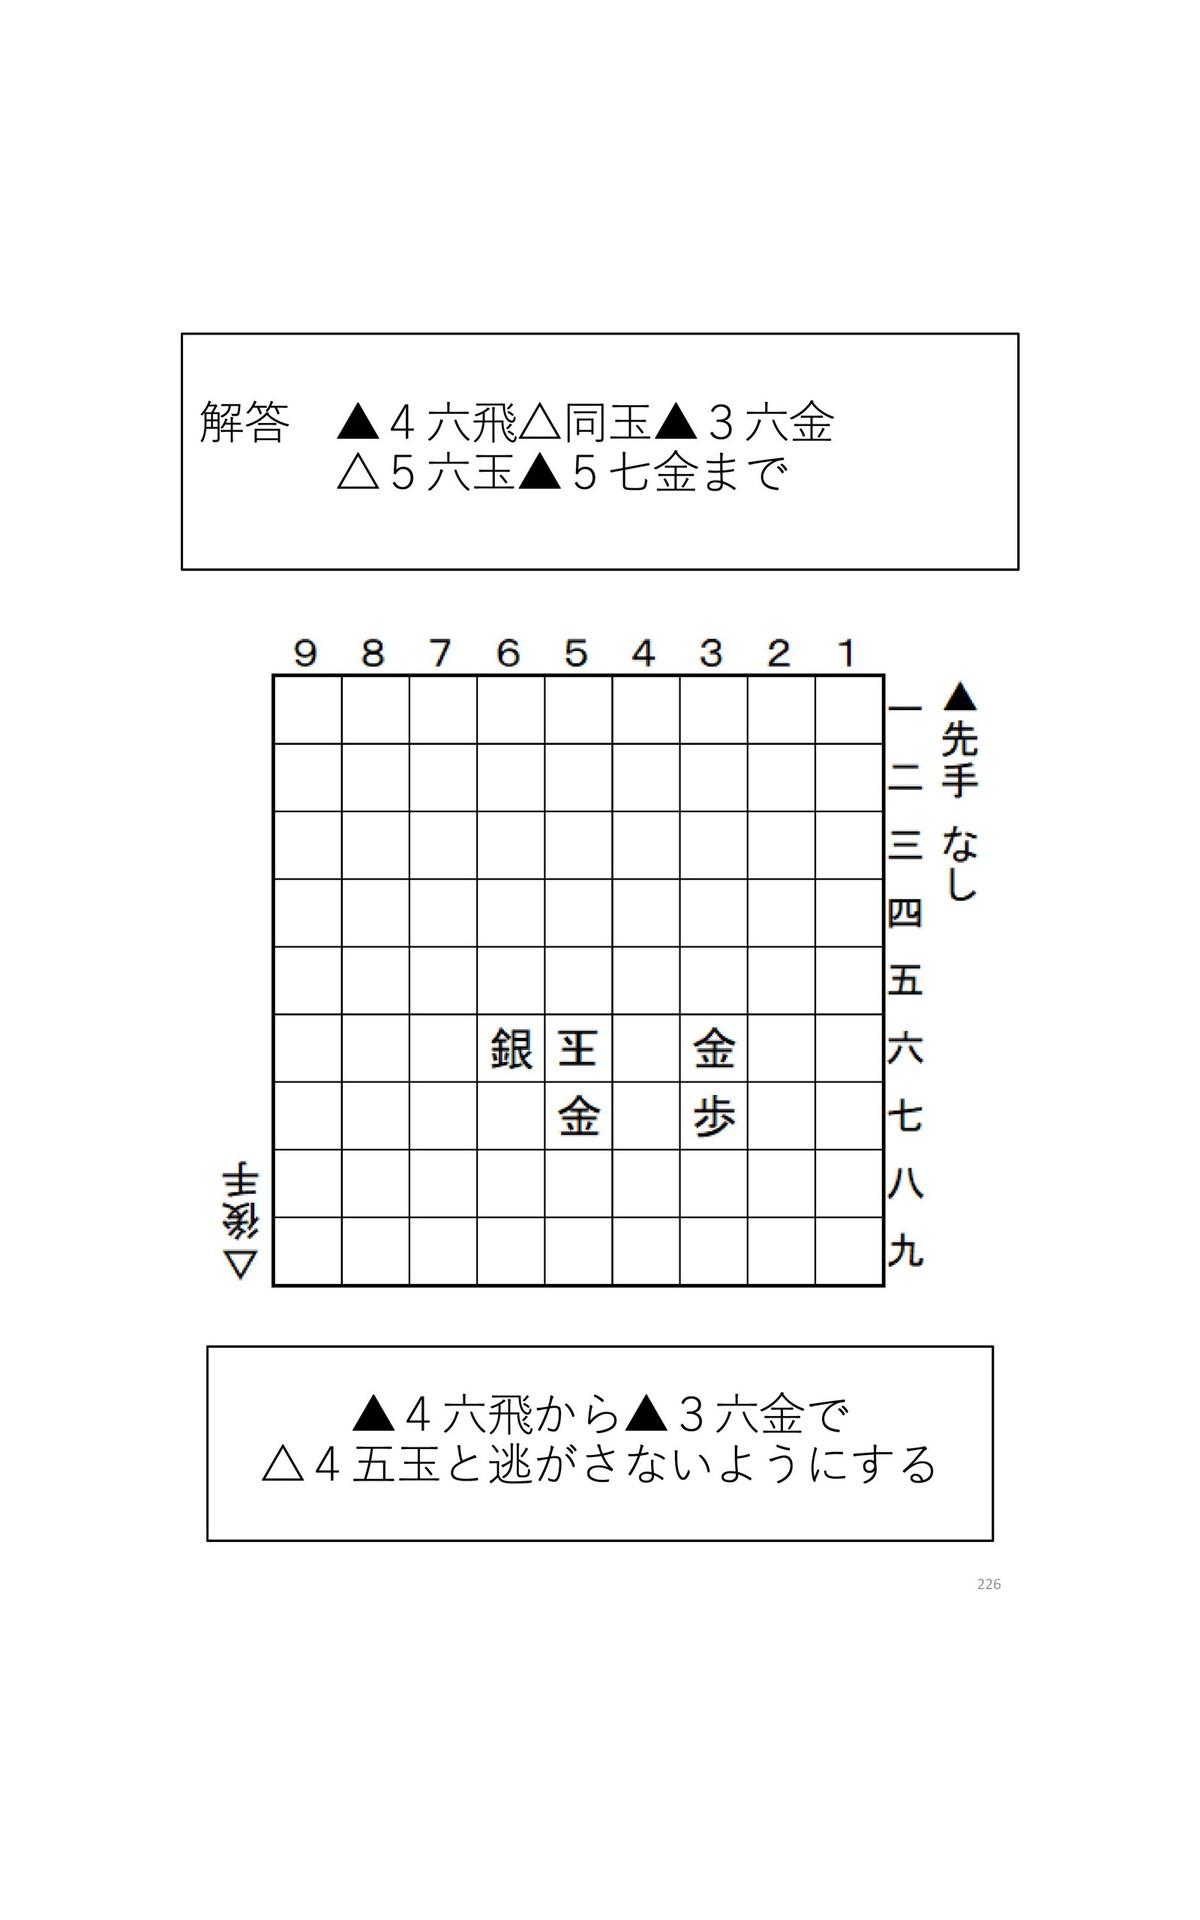 解答 ▲４六飛△同玉▲３六金
△５六玉▲５七金まで
9 8 7 6 5 4 3 2 1
一
二
三
四
五
六
七
八
九
▲先手 なし
銀 王 金
金 歩
△後手
▲４六飛から▲３六金で
△４五玉と逃がさないようにする
226